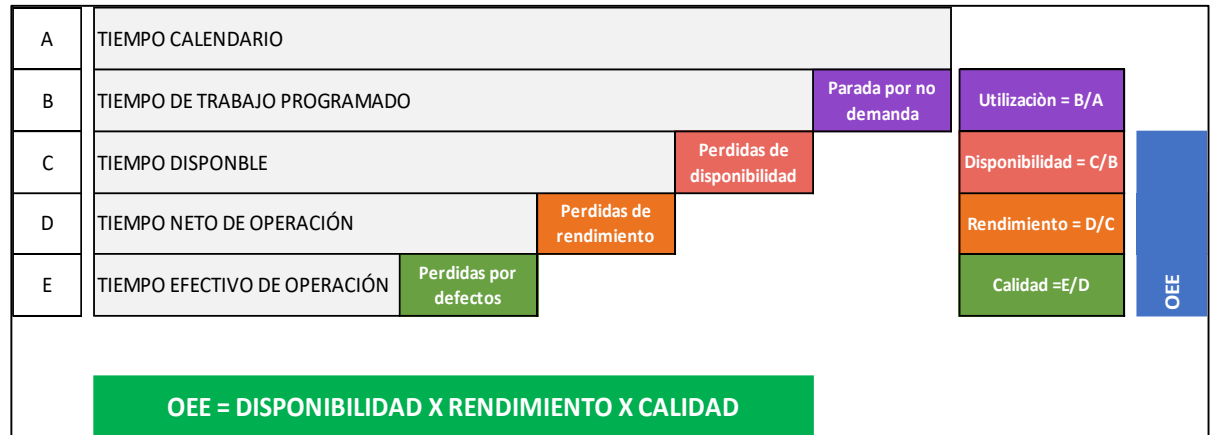 A
TIEMPO CALENDARIO
B
TIEMPO DE TRABAJO PROGRAMADO
Parada por no
demanda
Utilizaciòn = B/A
C
TIEMPO DISPONBLE
Perdidas de
disponibilidad
Disponibilidad = C/B
D
TIEMPO NETO DE OPERACIÓN
Perdidas de
rendimiento
Rendimiento = D/C
E
TIEMPO EFECTIVO DE OPERACIÓN
Perdidas por
defectos
Calidad =E/D
OEE
OEE = DISPONIBILIDAD X RENDIMIENTO X CALIDAD